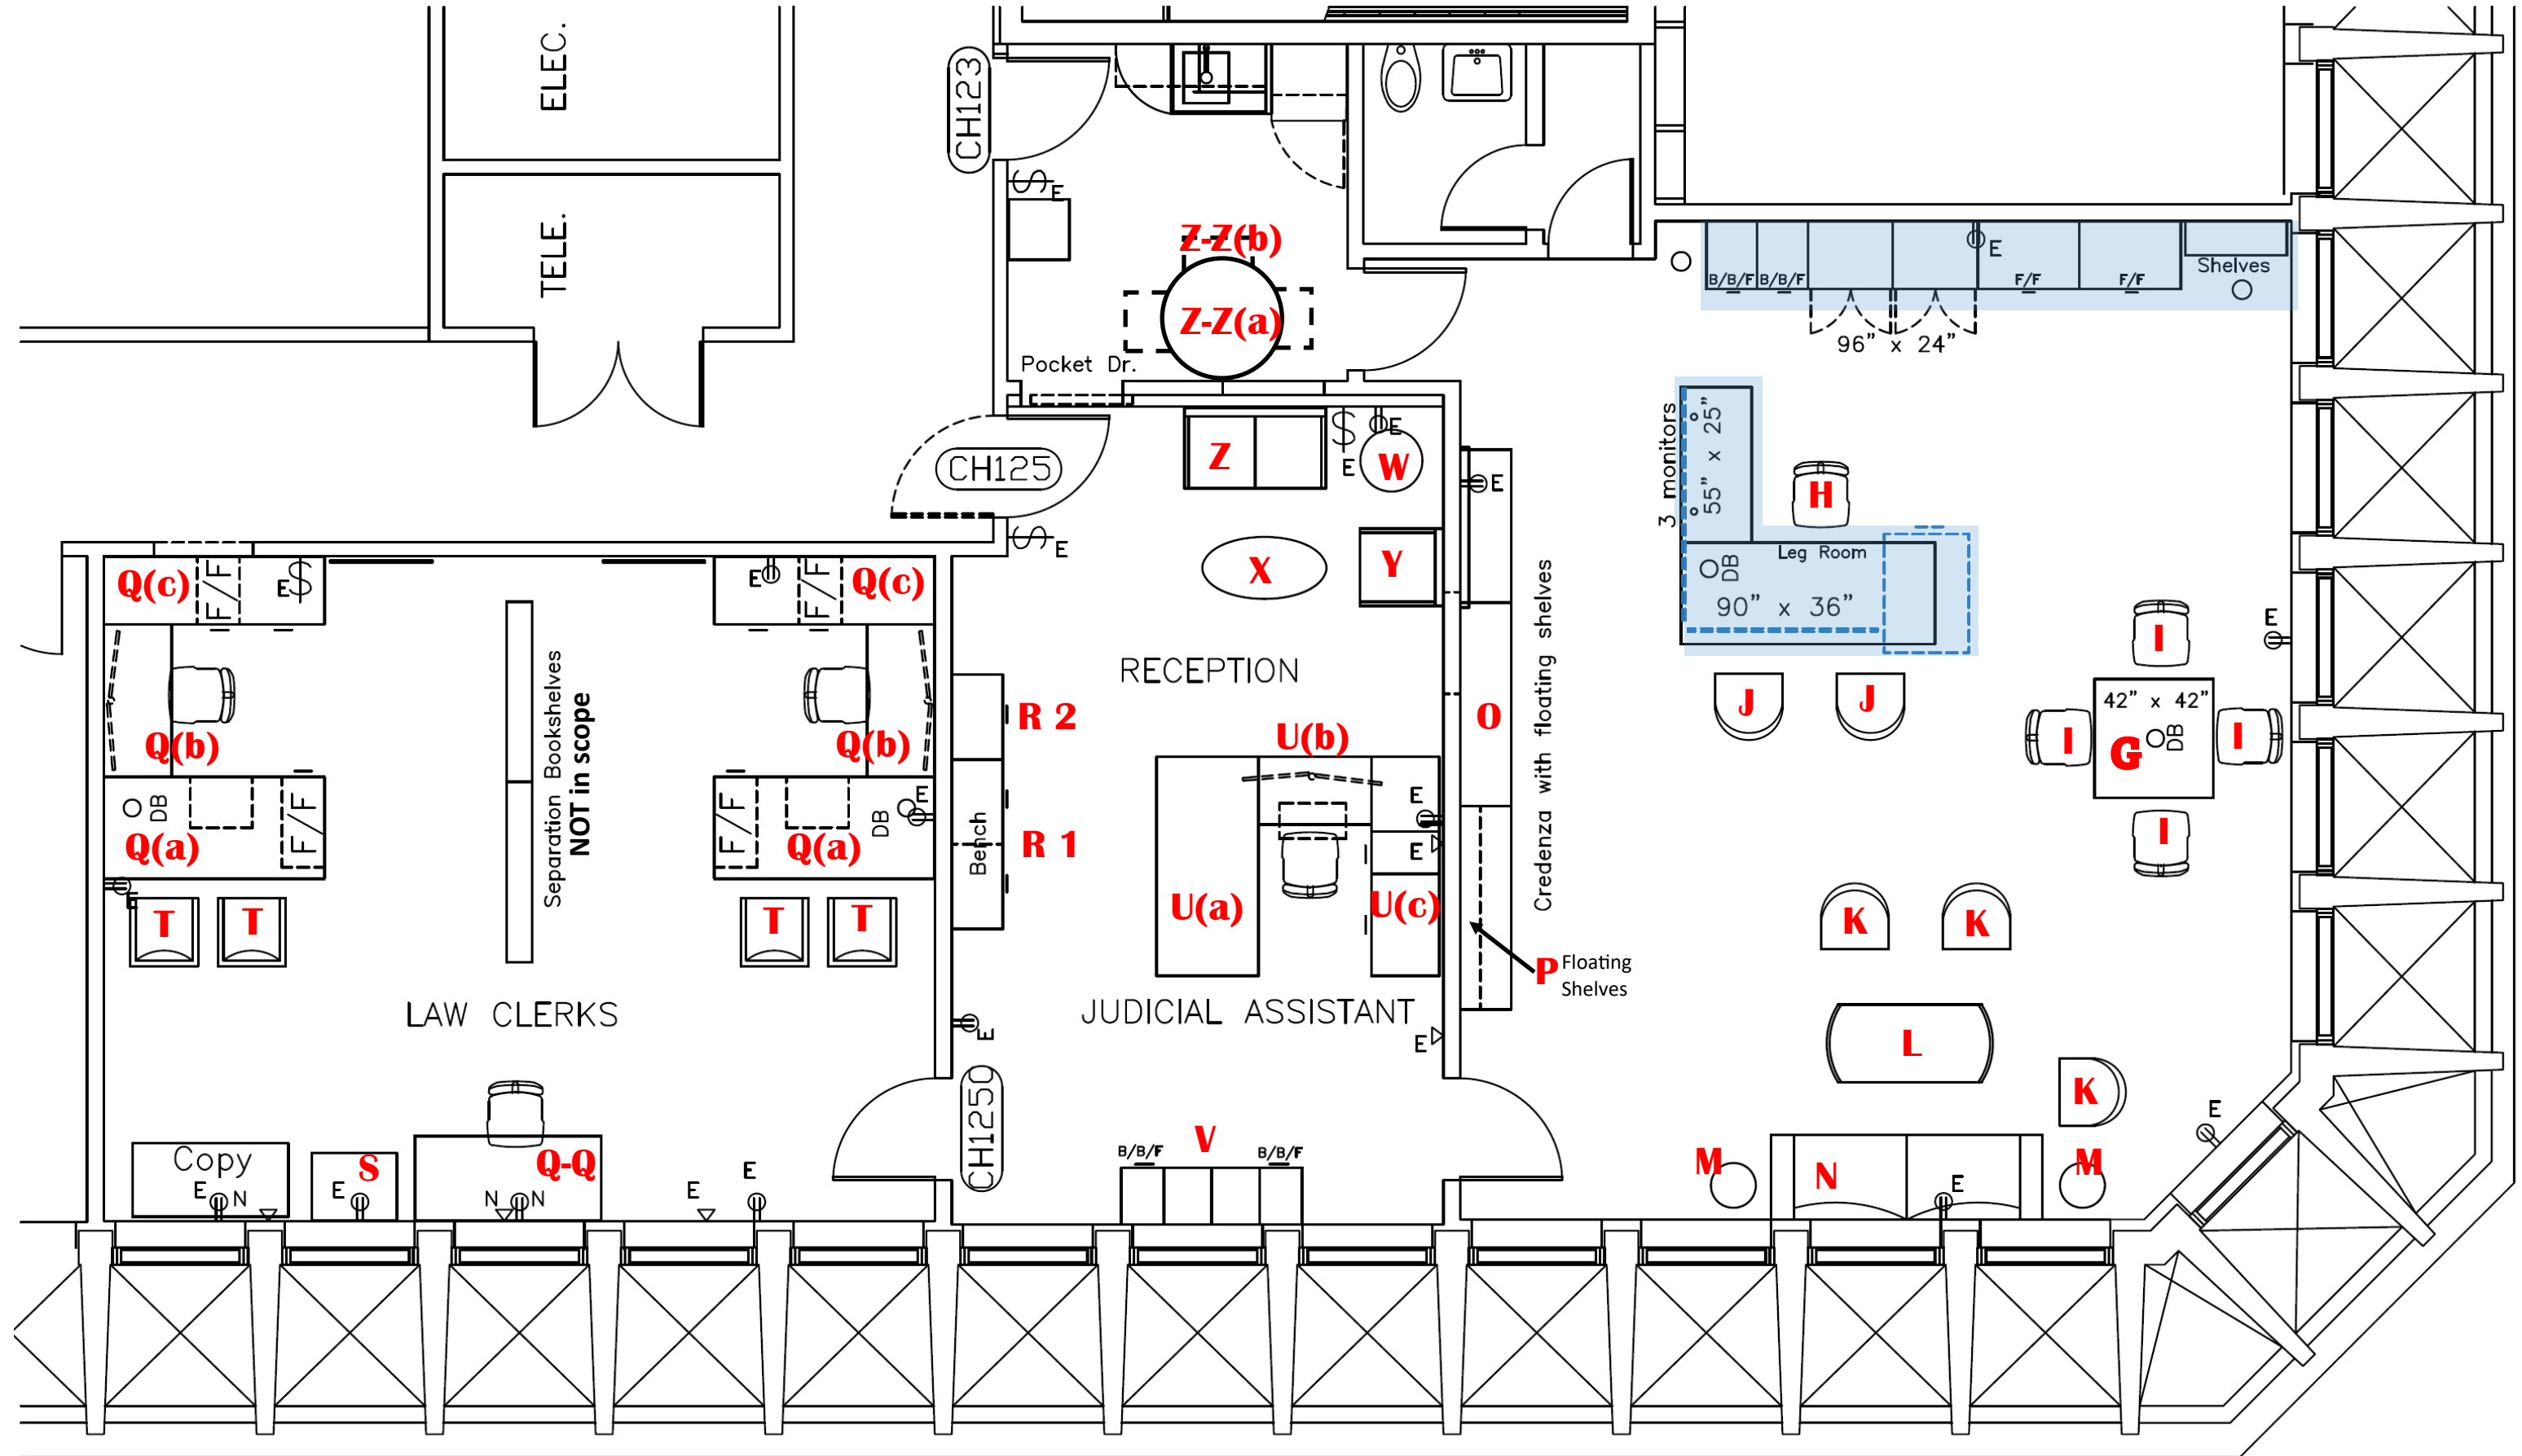 ELEC.
TELE.
CH123
S
E
Z-Z(b)
Z-Z(a)
Pocket Dr.
CH125
S
E
Z
S
E
E
W
X
Y
RECEPTION
E
B/B/F
B/B/F
F/F
F/F
Shelves
96” x 24”
3 monitors
55” x 25”
H
Leg Room
DB
90” x 36”
J
J
I
E
42” x 42”
I
G
DB
I
I
K
K
L
K
M
N
E
M
E
E
O
Credenza with floating shelves
P
Floating
Shelves
Q(c)
F/F
E
S
E
F/F
Q(c)
Q(b)
Q(b)
DB
F/F
Q(a)
Separation Bookshelves
NOT in scope
F/F
DB
E
Q(a)
E
T
T
T
T
LAW CLERKS
R 2
R 1
Bench
U(b)
E
E
U(a)
U(c)
JUDICIAL ASSISTANT
E
E
CH125C
B/B/F
V
B/B/F
Copy
E
N
S
E
Q-Q
N
N
E
E